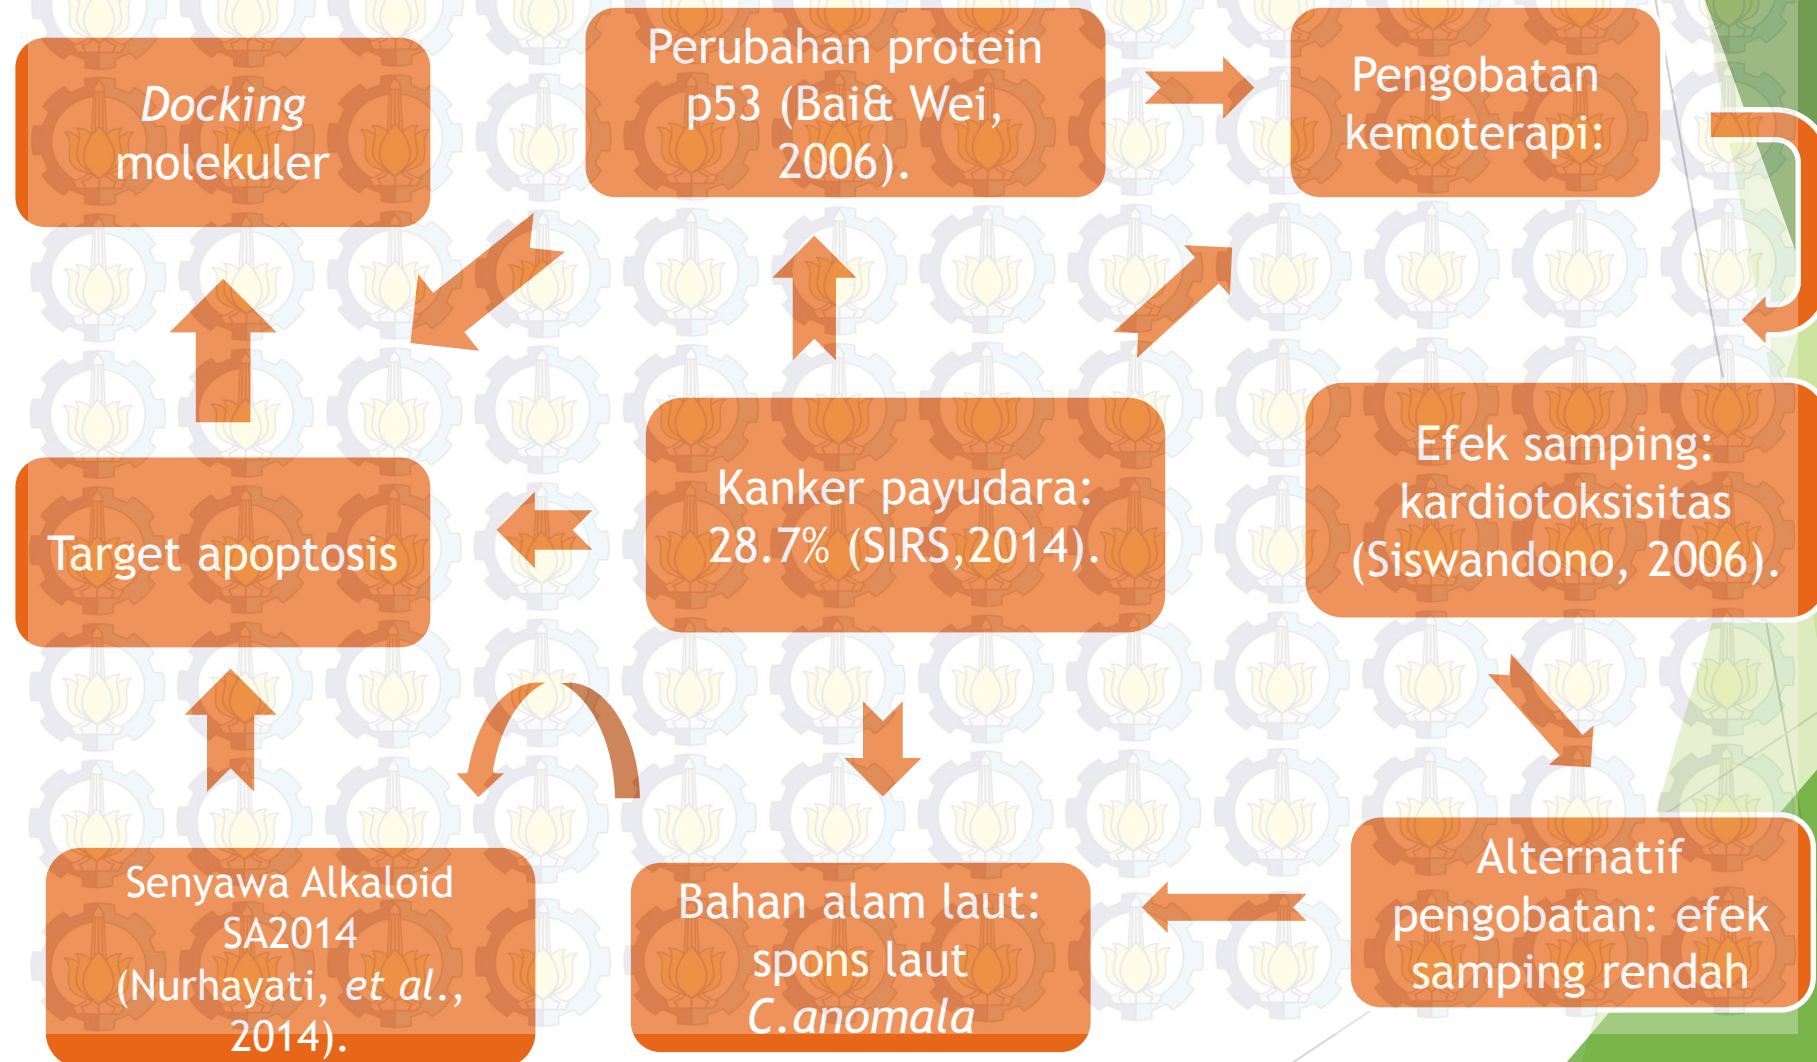 Docking
molekuler
Perubahan protein
p53 (Bai& Wei,
2006).
Pengobatan
kemoterapi:
Target apoptosis
Kanker payudara:
28.7% (SIRS,2014).
Efek samping:
kardiotoksisitas
(Siswandono, 2006).
Senyawa Alkaloid
SA2014
(Nurhayati, et al.,
2014).
Bahan alam laut:
spons laut
C.anomala
Alternatif
pengobatan: efek
samping rendah